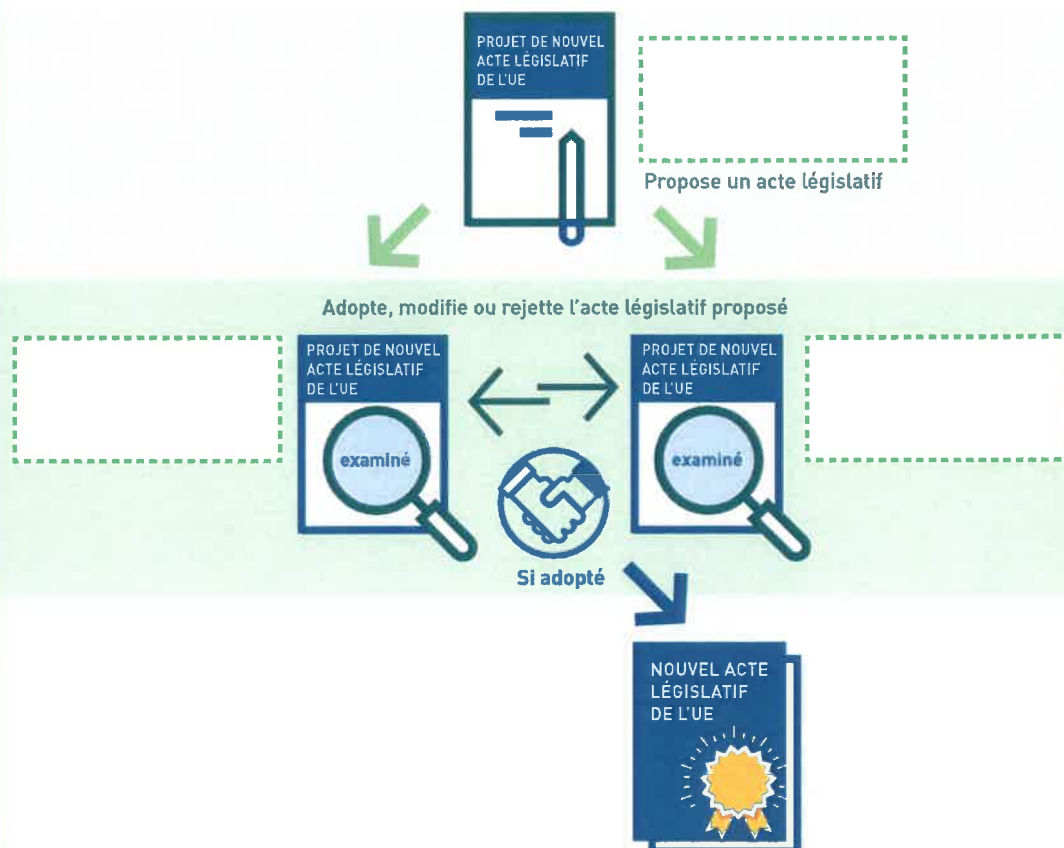 PROJET DE NOUVEL
ACTE LÉGISLATIF
DE L'UE
Propose un acte législatif
Adopte, modifie ou rejette l'acte législatif proposé
PROJET DE NOUVEL
ACTE LÉGISLATIF
DE L'UE
examiné
PROJET DE NOUVEL
ACTE LÉGISLATIF
DE L'UE
examiné
Si adopté
NOUVEL ACTE
LÉGISLATIF
DE L'UE